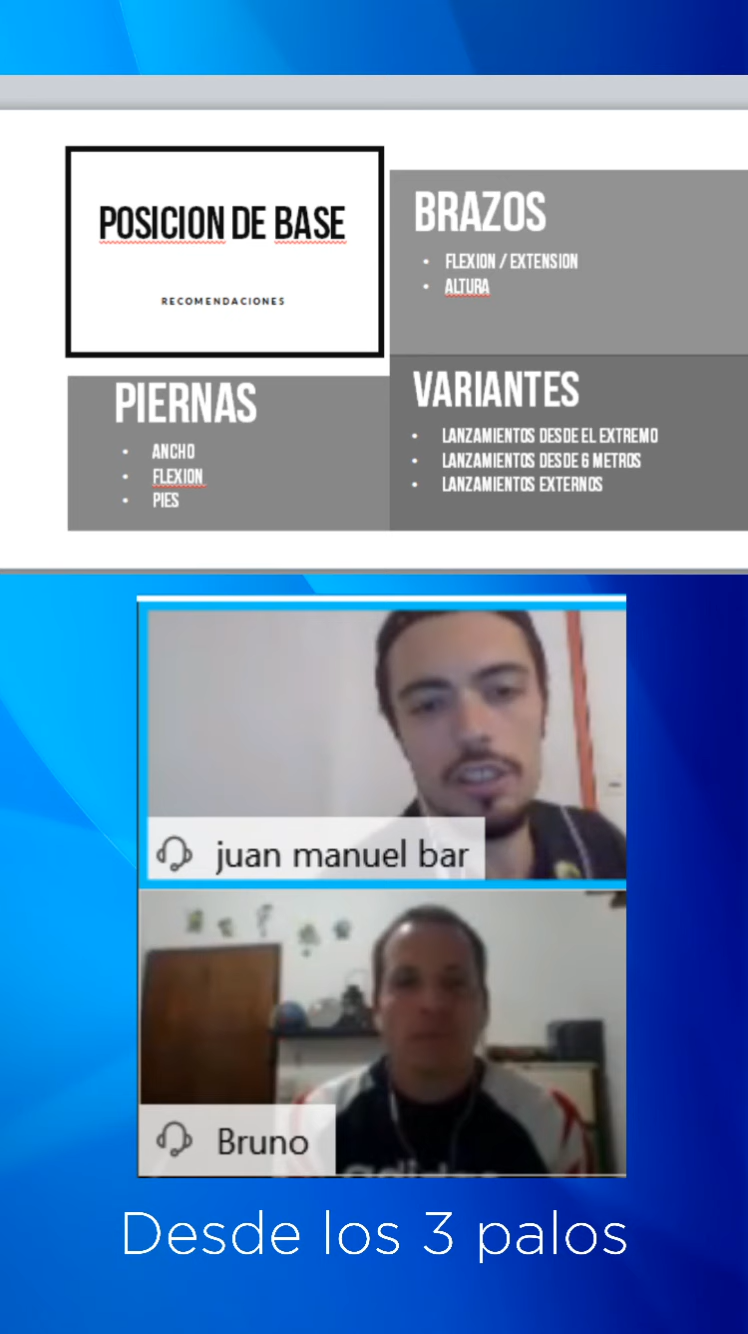 POSICION DE BASE
RECOMENDACIONES
BRAZOS
• FLEXION / EXTENSION
• ALTURA
PIERNAS
• ANCHO
• FLEXION
• PIES
VARIANTES
• LANZAMIENTOS DESDE EL EXTREMO
• LANZAMIENTOS DESDE 6 METROS
• LANZAMIENTOS EXTERNOS
juan manuel bar
Bruno
adidas
Desde los 3 palos